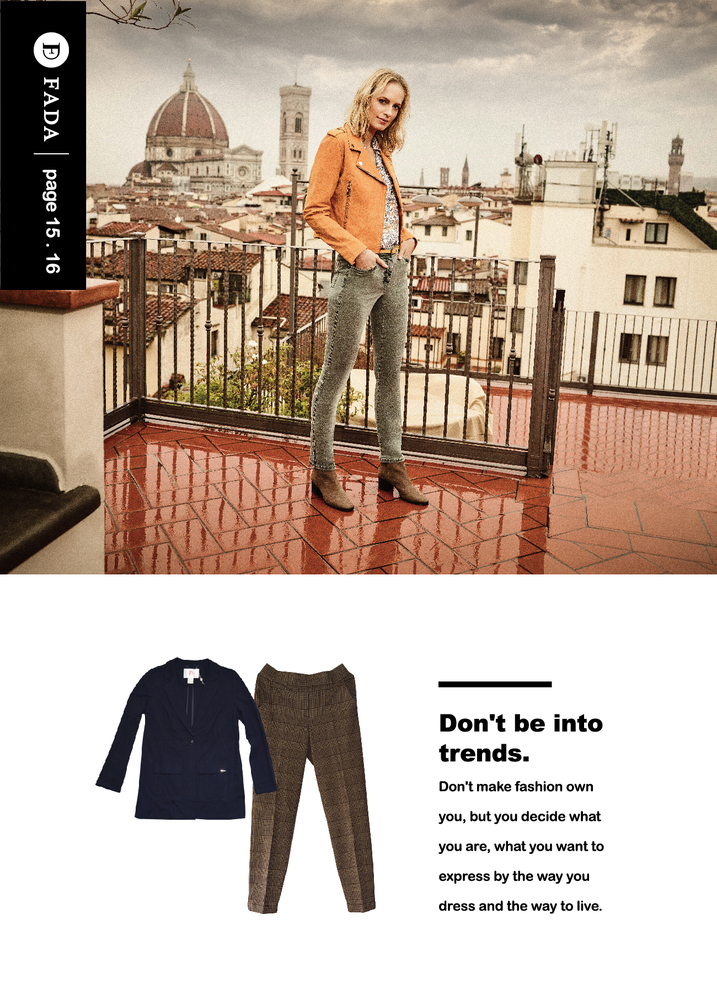 FADA
page 15 . 16
Don't be into
trends.
Don't make fashion own
you, but you decide what
you are, what you want to
express by the way you
dress and the way to live.